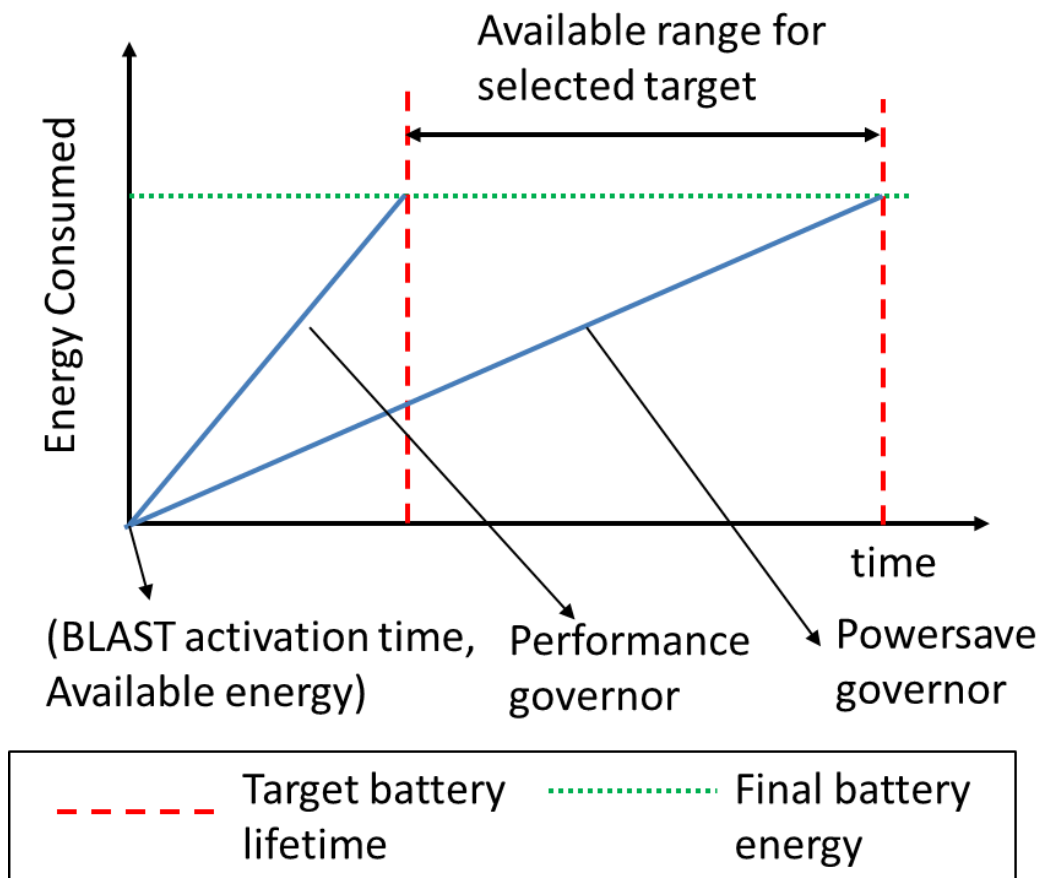 Available range for
selected target
Energy Consumed
time
(BLAST activation time,
Available energy)
Performance
governor
Powersave
governor
Target battery
lifetime
Final battery
energy